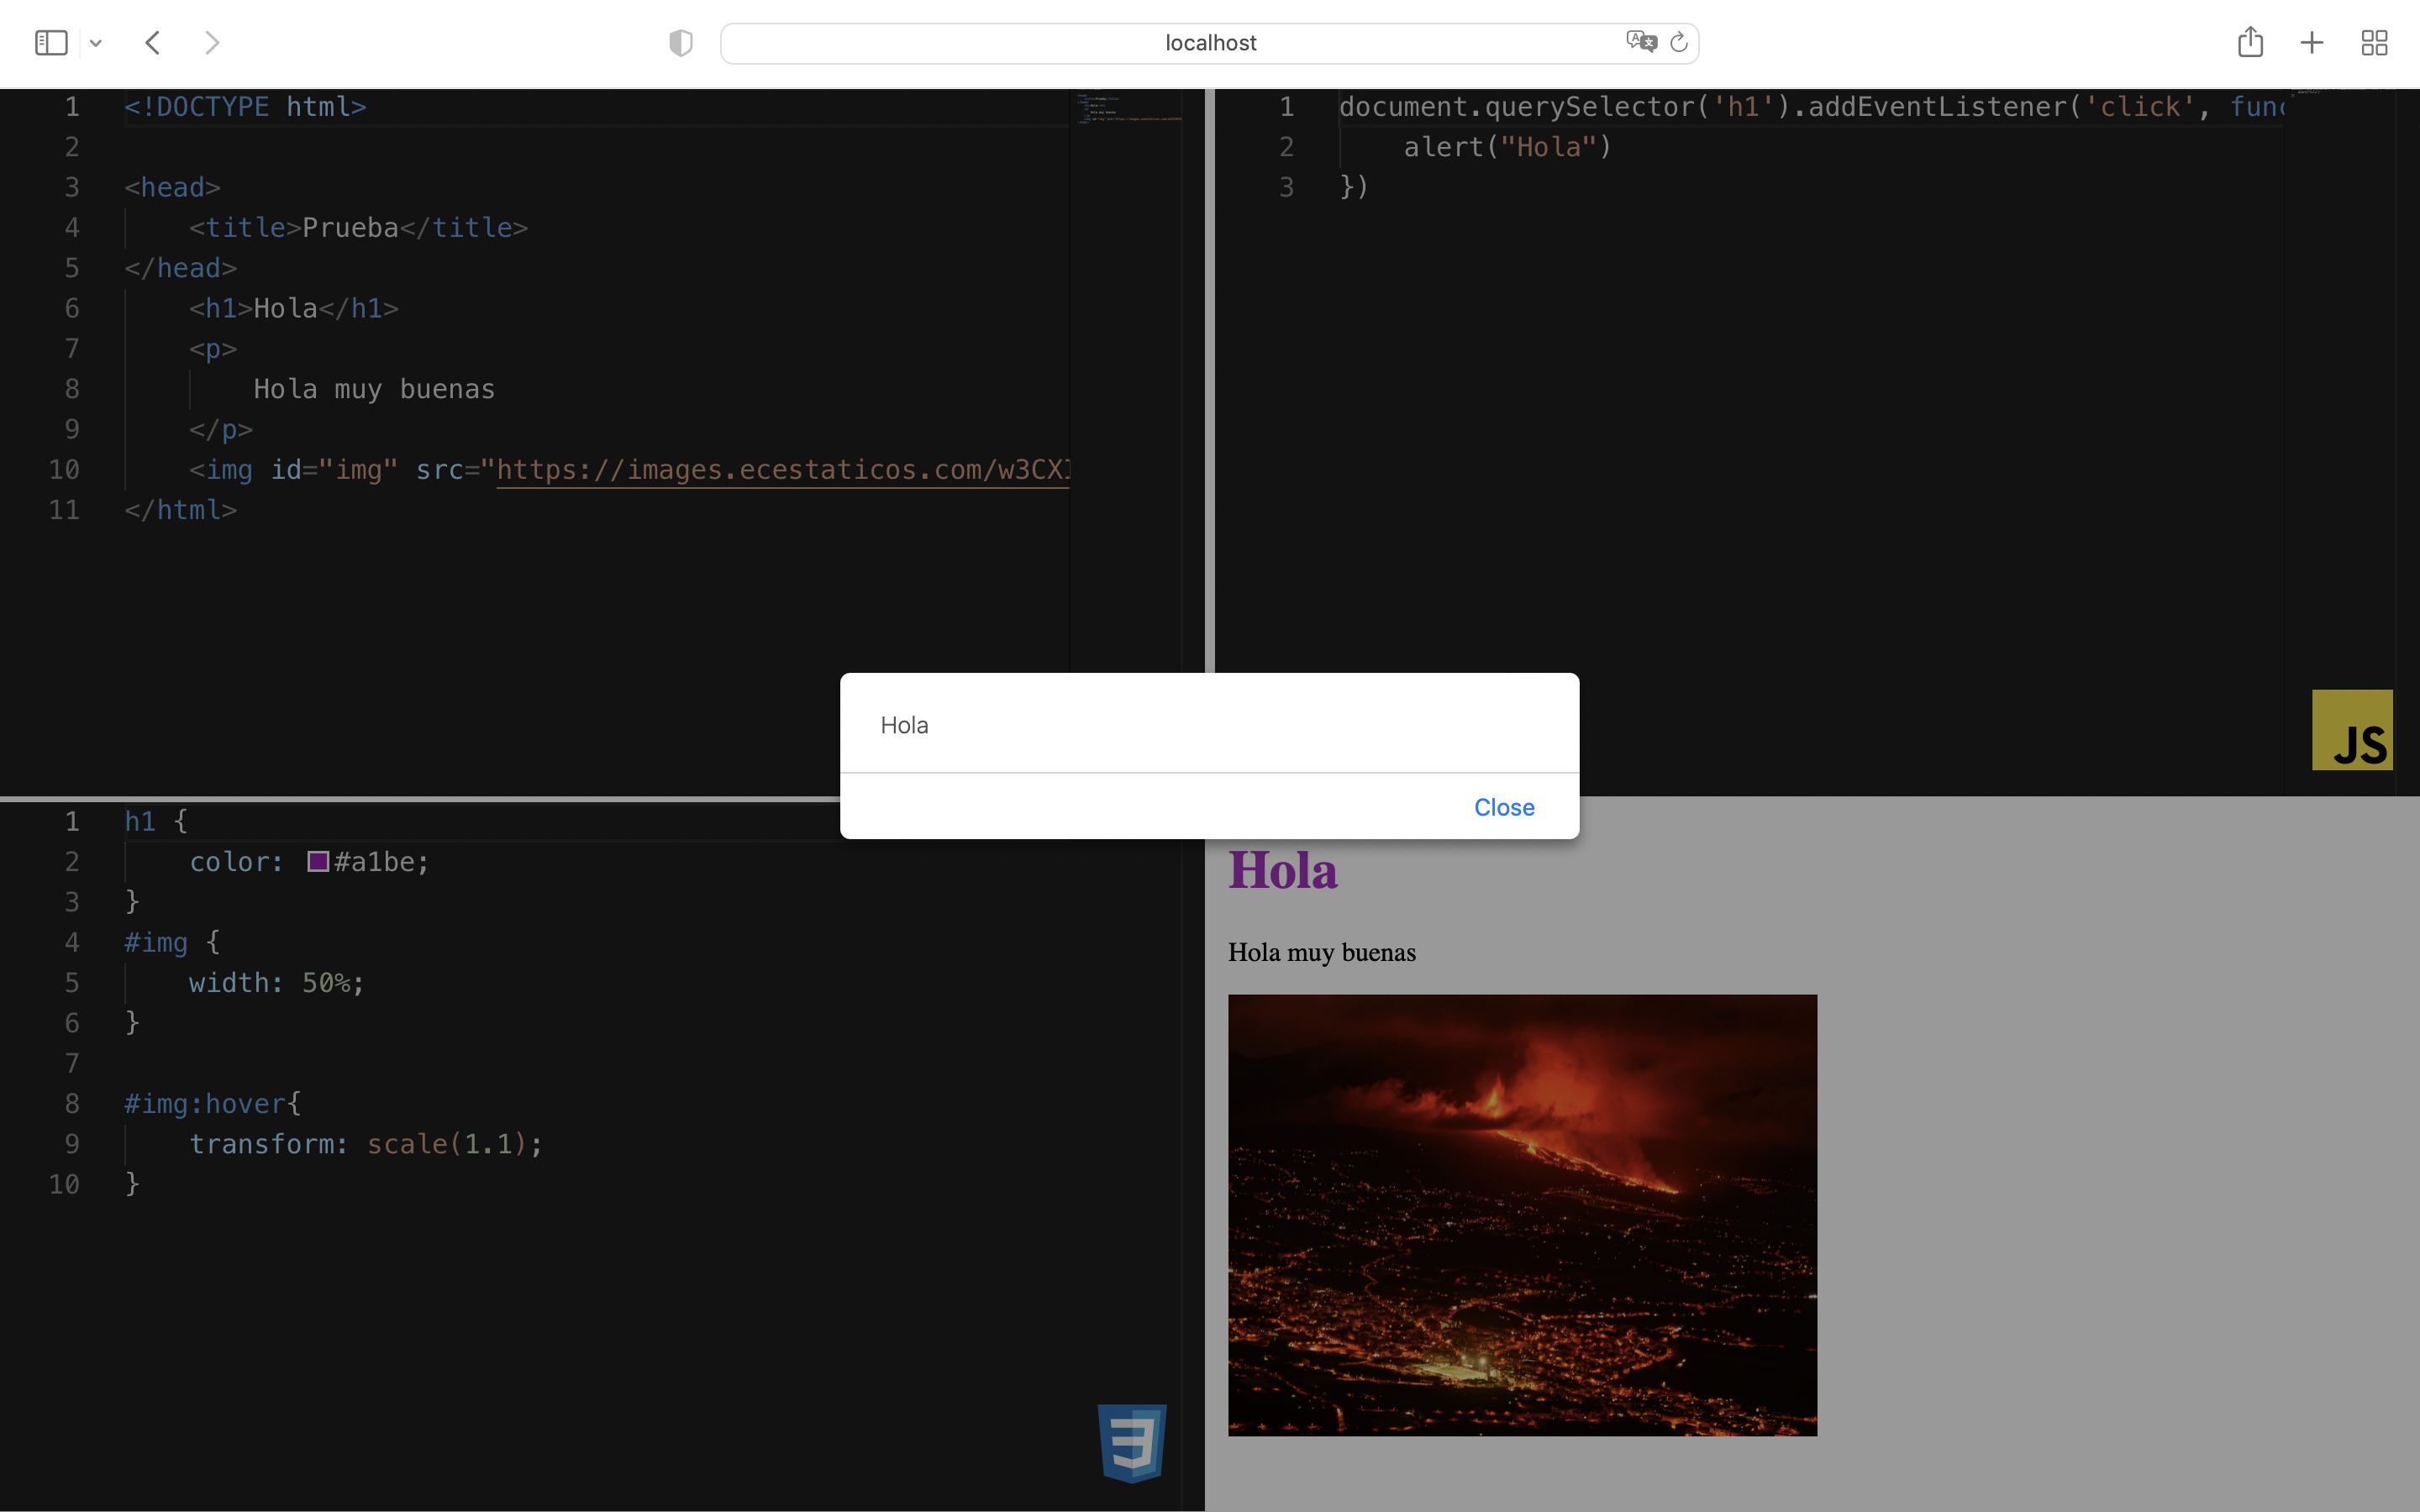 localhost
1 <!DOCTYPE html>
2
3 <head>
4     <title>Prueba</title>
5 </head>
6     <h1>Hola</h1>
7     <p>
8         Hola muy buenas
9     </p>
10     <img id="img" src="https://images.ecestaticos.com/w3CX
11 </html>
1 document.querySelector('h1').addEventListener('click', func
2     alert("Hola")
3 })
JS
Hola
Close
1 h1 {
2     color: #a1be;
3 }
4 #img {
5     width: 50%;
6 }
7
8 #img:hover{
9     transform: scale(1.1);
10 }
Hola
Hola muy buenas